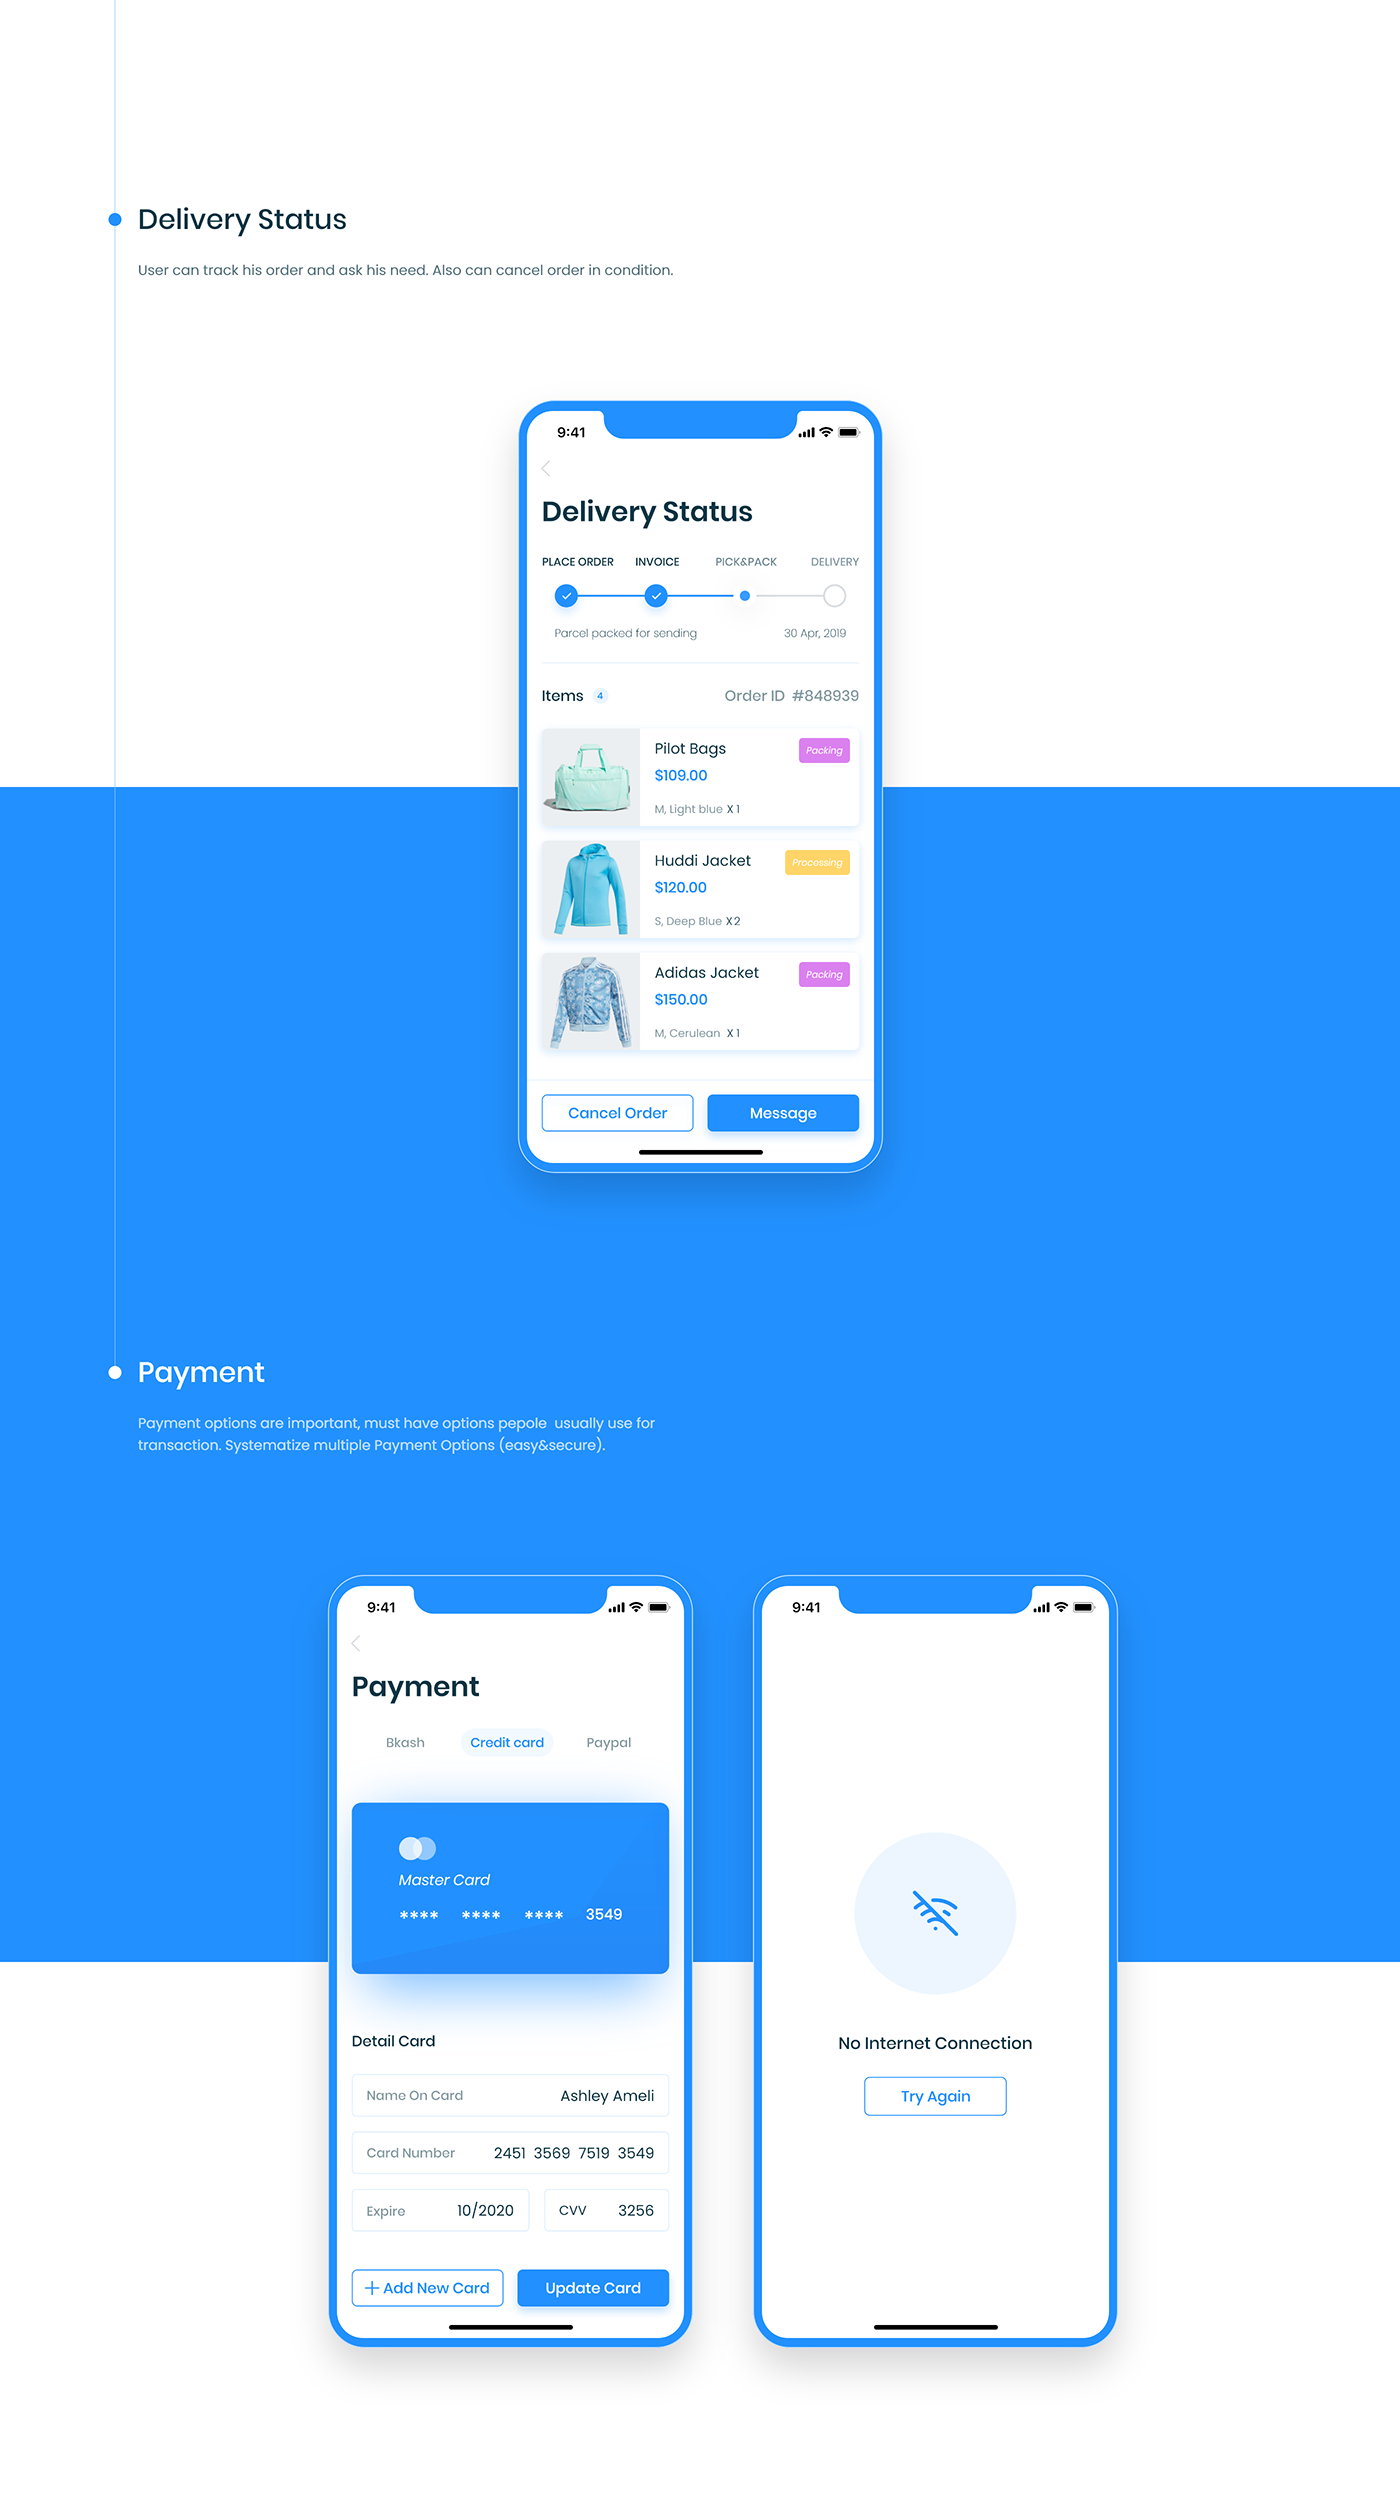 Delivery Status
User can track his order and ask his need. Also can cancel order in condition.
9:41
Delivery Status
PLACE ORDER INVOICE PICK&PACK DELIVERY
Parcel packed for sending 30 Apr, 2019
Items 4 Order ID #848939
Pilot Bags Packing
$109.00
M, Light blue X 1
Huddi Jacket Processing
$120.00
S, Deep Blue X 2
Adidas Jacket Packing
$150.00
M, Cerulean X 1
Cancel Order Message
Payment
Payment options are important, must have options pepole usually use for
transaction. Systematize multiple Payment Options (easy&secure).
9:41
Payment
Bkash Credit card Paypal
Master Card
**** **** **** 3549
Detail Card
Name On Card Ashley Ameli
Card Number 2451 3569 7519 3549
Expire 10/2020 CVV 3256
+ Add New Card Update Card
9:41
No Internet Connection
Try Again